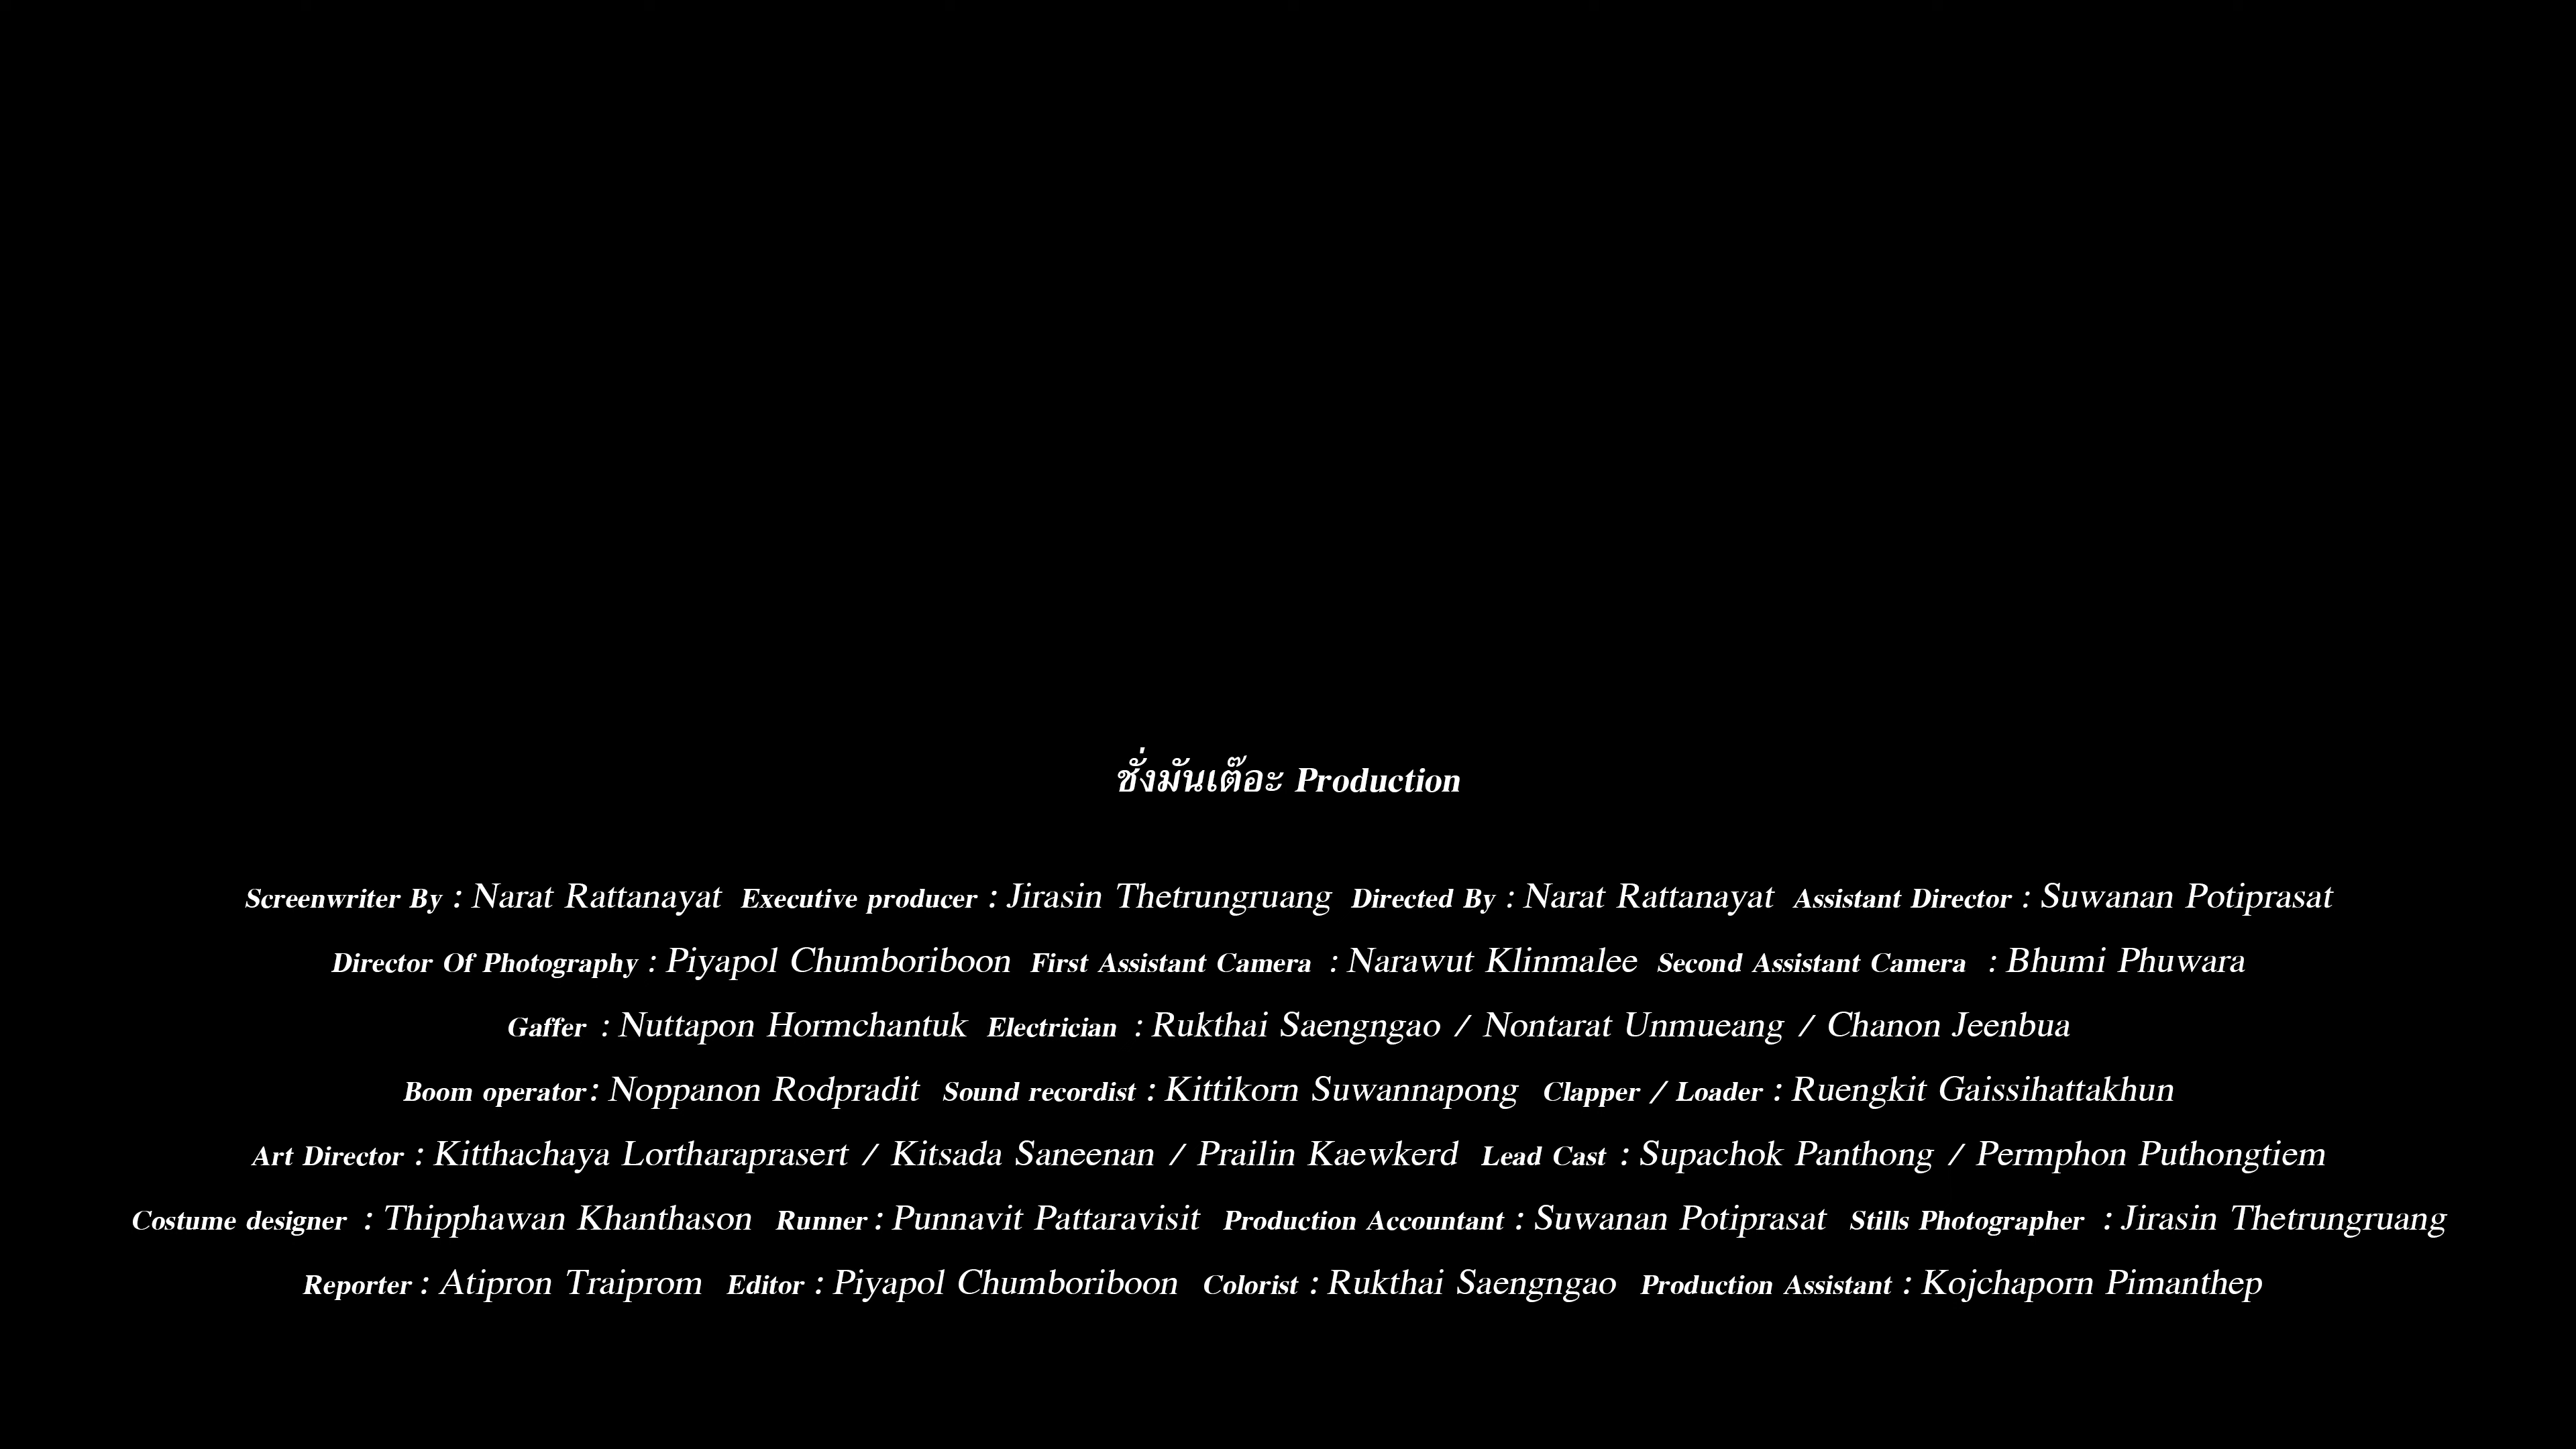 ชั่งมันเต๊อะ Production
Screenwriter By : Narat Rattanayat Executive producer : Jirasin Thetrungruang Directed By : Narat Rattanayat Assistant Director : Suwanan Potiprasat
Director Of Photography : Piyapol Chumboriboon First Assistant Camera : Narawut Klinmalee Second Assistant Camera : Bhumi Phuwara
Gaffer : Nuttapon Hormchantuk Electrician : Rukthai Saengngao / Nontarat Unmueang / Chanon Jeenbua
Boom operator : Noppanon Rodpradit Sound recordist : Kittikorn Suwannapong Clapper / Loader : Ruengkit Gaissihattakhun
Art Director : Kitthachaya Lortharaprasert / Kitsada Saneenan / Prailin Kaewkerd Lead Cast : Supachok Panthong / Permphon Puthongtiem
Costume designer : Thipphawan Khanthason Runner : Punnavit Pattaravisit Production Accountant : Suwanan Potiprasat Stills Photographer : Jirasin Thetrungruang
Reporter : Atipron Traiprom Editor : Piyapol Chumboriboon Colorist : Rukthai Saengngao Production Assistant : Kojchaporn Pimanthep